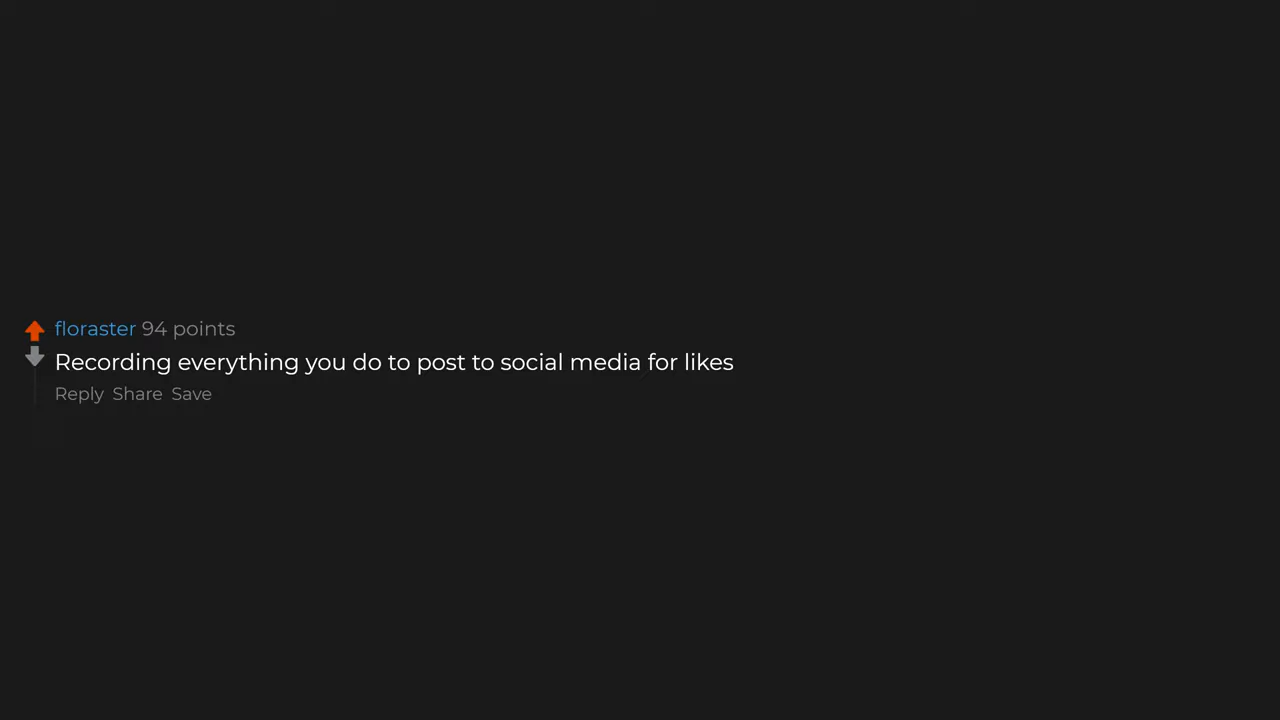 floraster 94 points
Recording everything you do to post to social media for likes
Reply Share Save